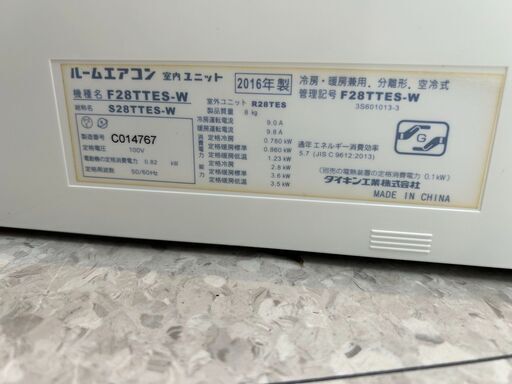 ルームエアコン 室内ユニット 2016年製 冷房・暖房兼用、分離形、空冷式
機種名 F28TTES-W 管理記号 F28TTES-W
総称名 S28TTES-W 室外ユニット R28TES 3S601013-3
製品質量 8 kg
冷房運転電流 9.0 A
暖房運転電流 9.8 A
製造番号 C014767
定格電圧 100V
電動機の定格消費電力 0.82 kW
定格周波数 50/60Hz
定格冷房 0.760 kW
定格暖房標準 0.860 kW
定格暖房低温 1.23 kW
定格冷房 2.8 kW
定格暖房標準 3.6 kW
定格暖房低温 3.5 kW
通年エネルギー消費効率
5.7 (JIS C 9612:2013)
G
(別売の電熱装置の定格消費電力 0.1kW)
ダイキン工業株式会社
MADE IN CHINA